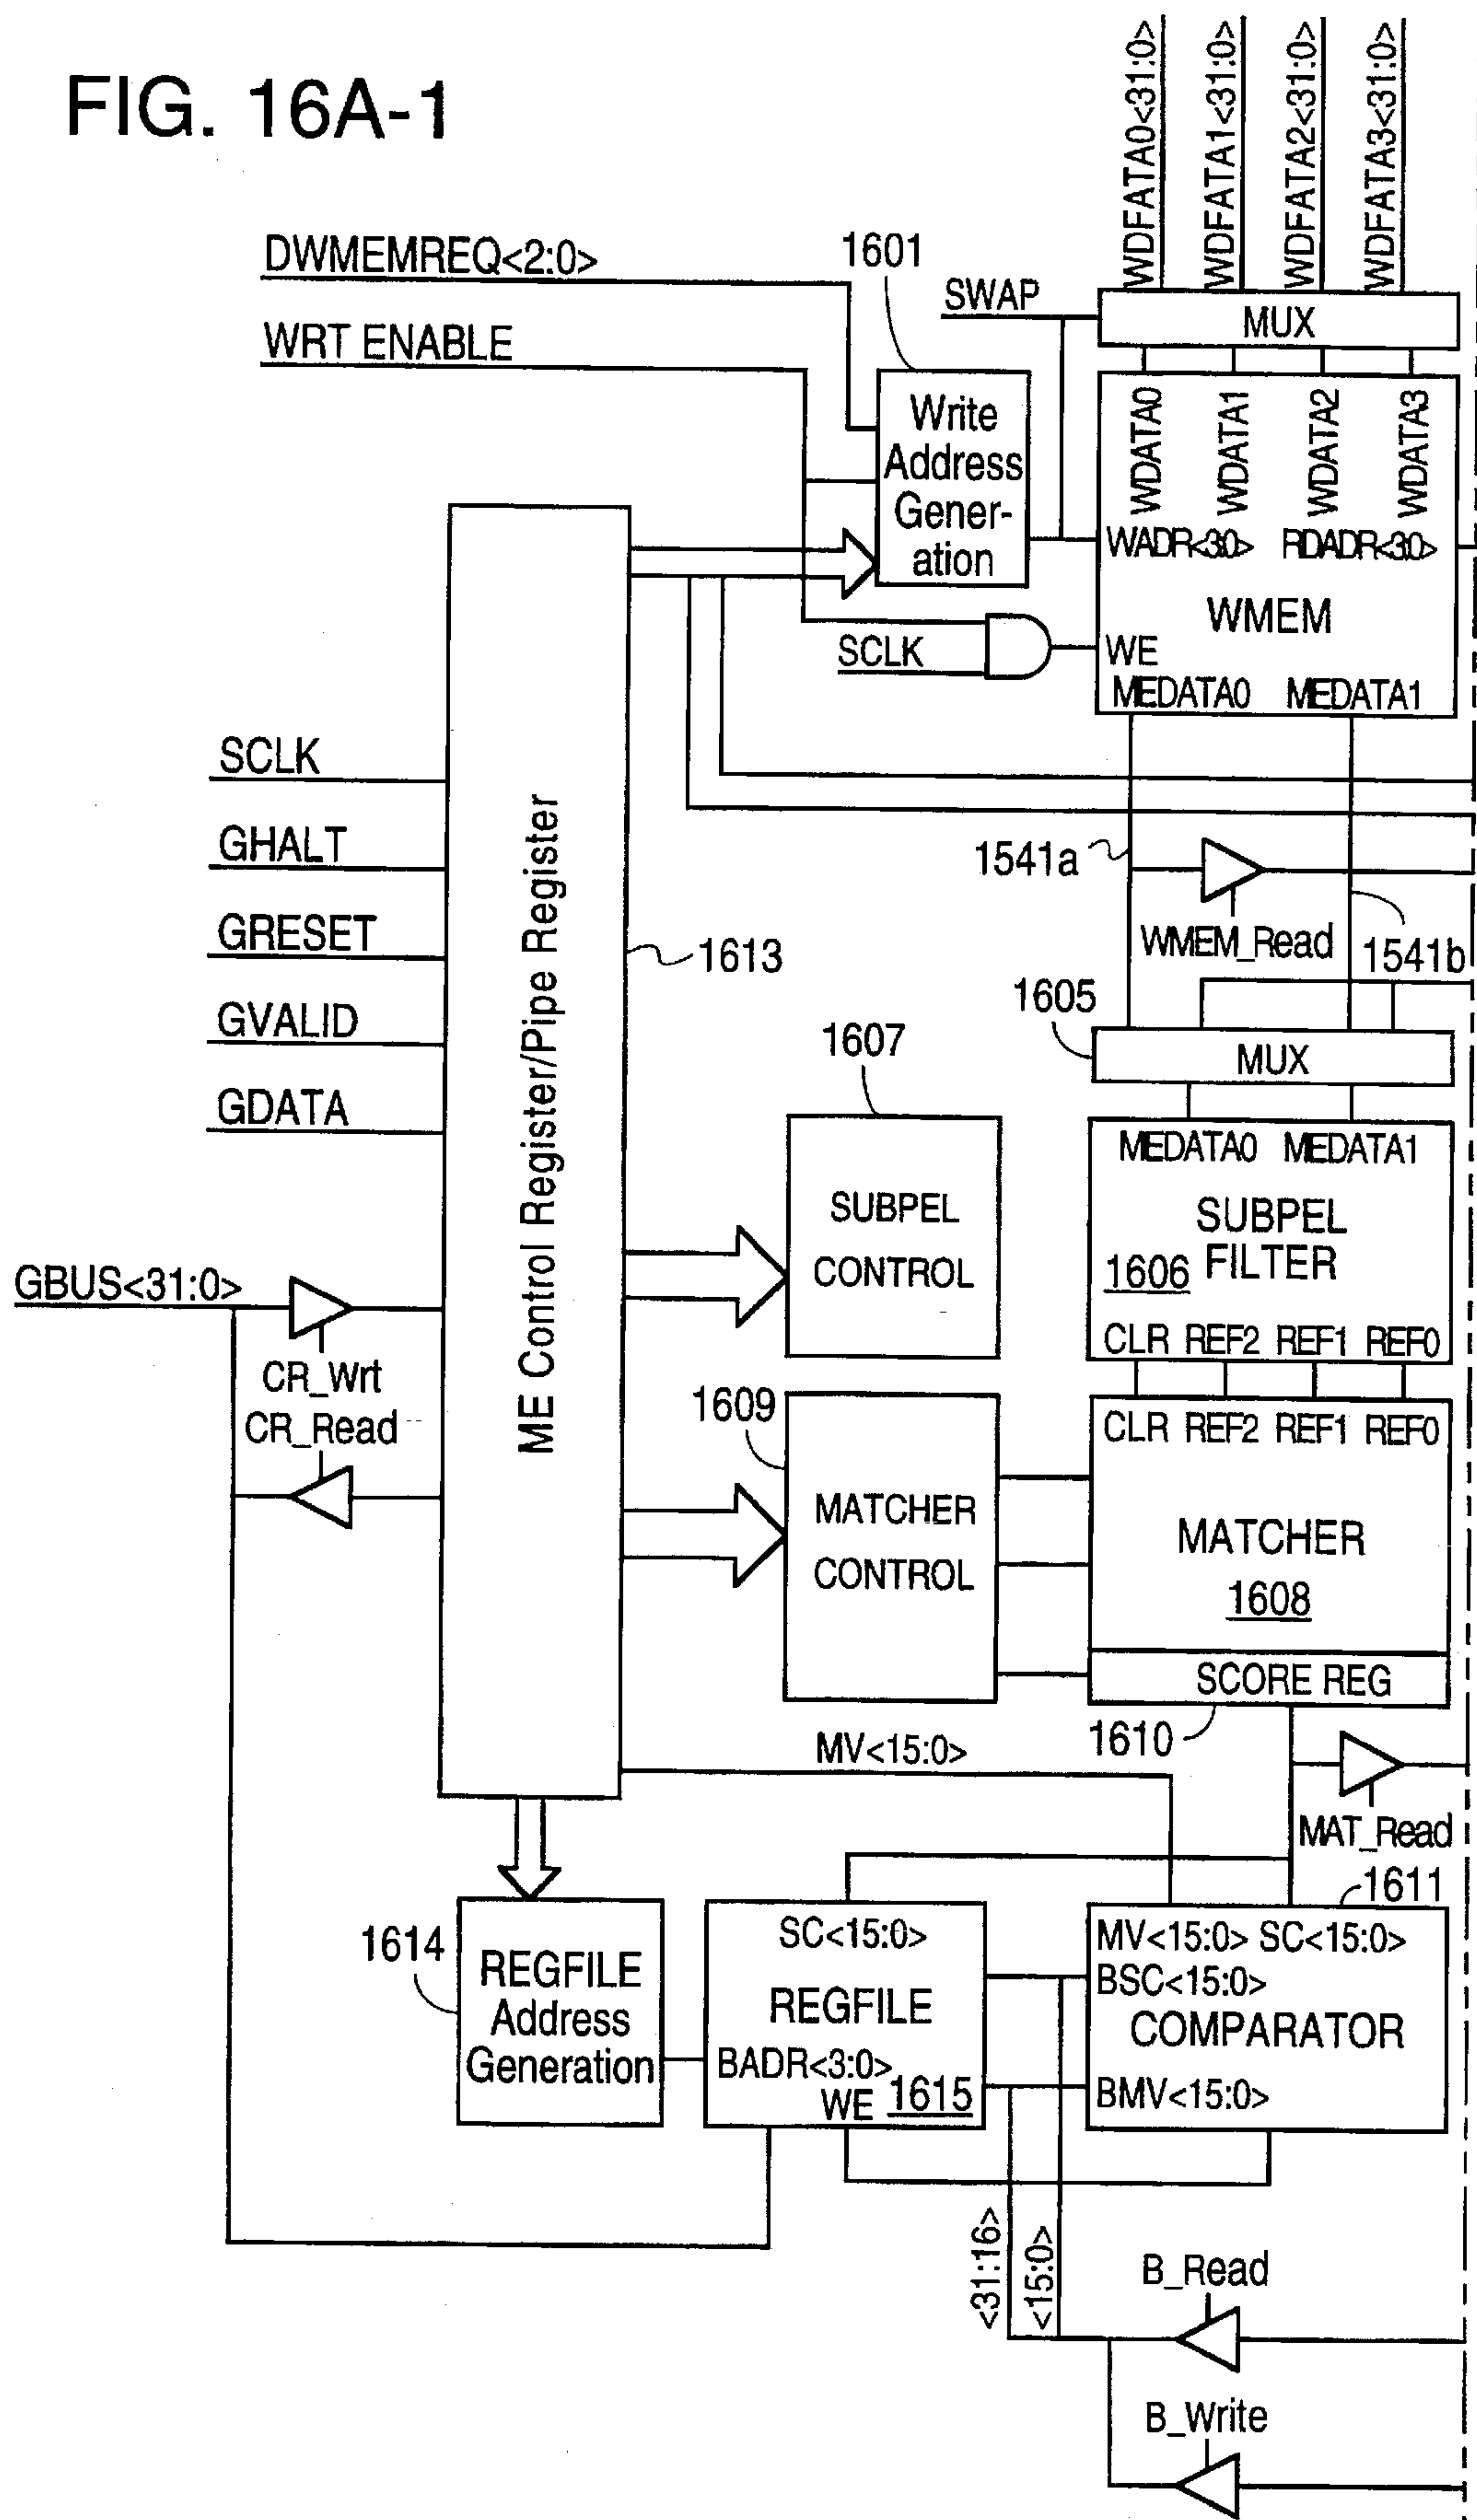 FIG. 16A-1
WDFATA0<31:0>
WDFATA1<31:0>
WDFATA2<31:0>
WDFATA3<31:0>
DWMEMREQ<2:0>
1601
SWAP
MUX
WRT ENABLE
Write
Address
Gener-
ation
WDATA0
WDATA1
WDATA2
WDATA3
WADR<3:0> RDADR<3:0>
WMEM
SCLK
WE
MEDATA0 MEDATA1
SCLK
GHALT
GRESET
GVALID
GDATA
ME Control Register/Pipe Register
1613
1541a
WMEM_Read
1541b
1605
MUX
1607
SUBPEL
CONTROL
MEDATA0 MEDATA1
SUBPEL
FILTER
1606
CLR REF2 REF1 REF0
GBUS<31:0>
CR_Wrt
CR_Read
1609
MATCHER
CONTROL
CLR REF2 REF1 REF0
MATCHER
1608
SCORE REG
1610
MV<15:0>
MAT_Read
1611
1614
REGFILE
Address
Generation
SC<15:0>
REGFILE
BADR<3:0>
WE 1615
MV<15:0> SC<15:0>
BSC<15:0>
COMPARATOR
BMV<15:0>
<31:16>
<15:0>
B_Read
B_Write